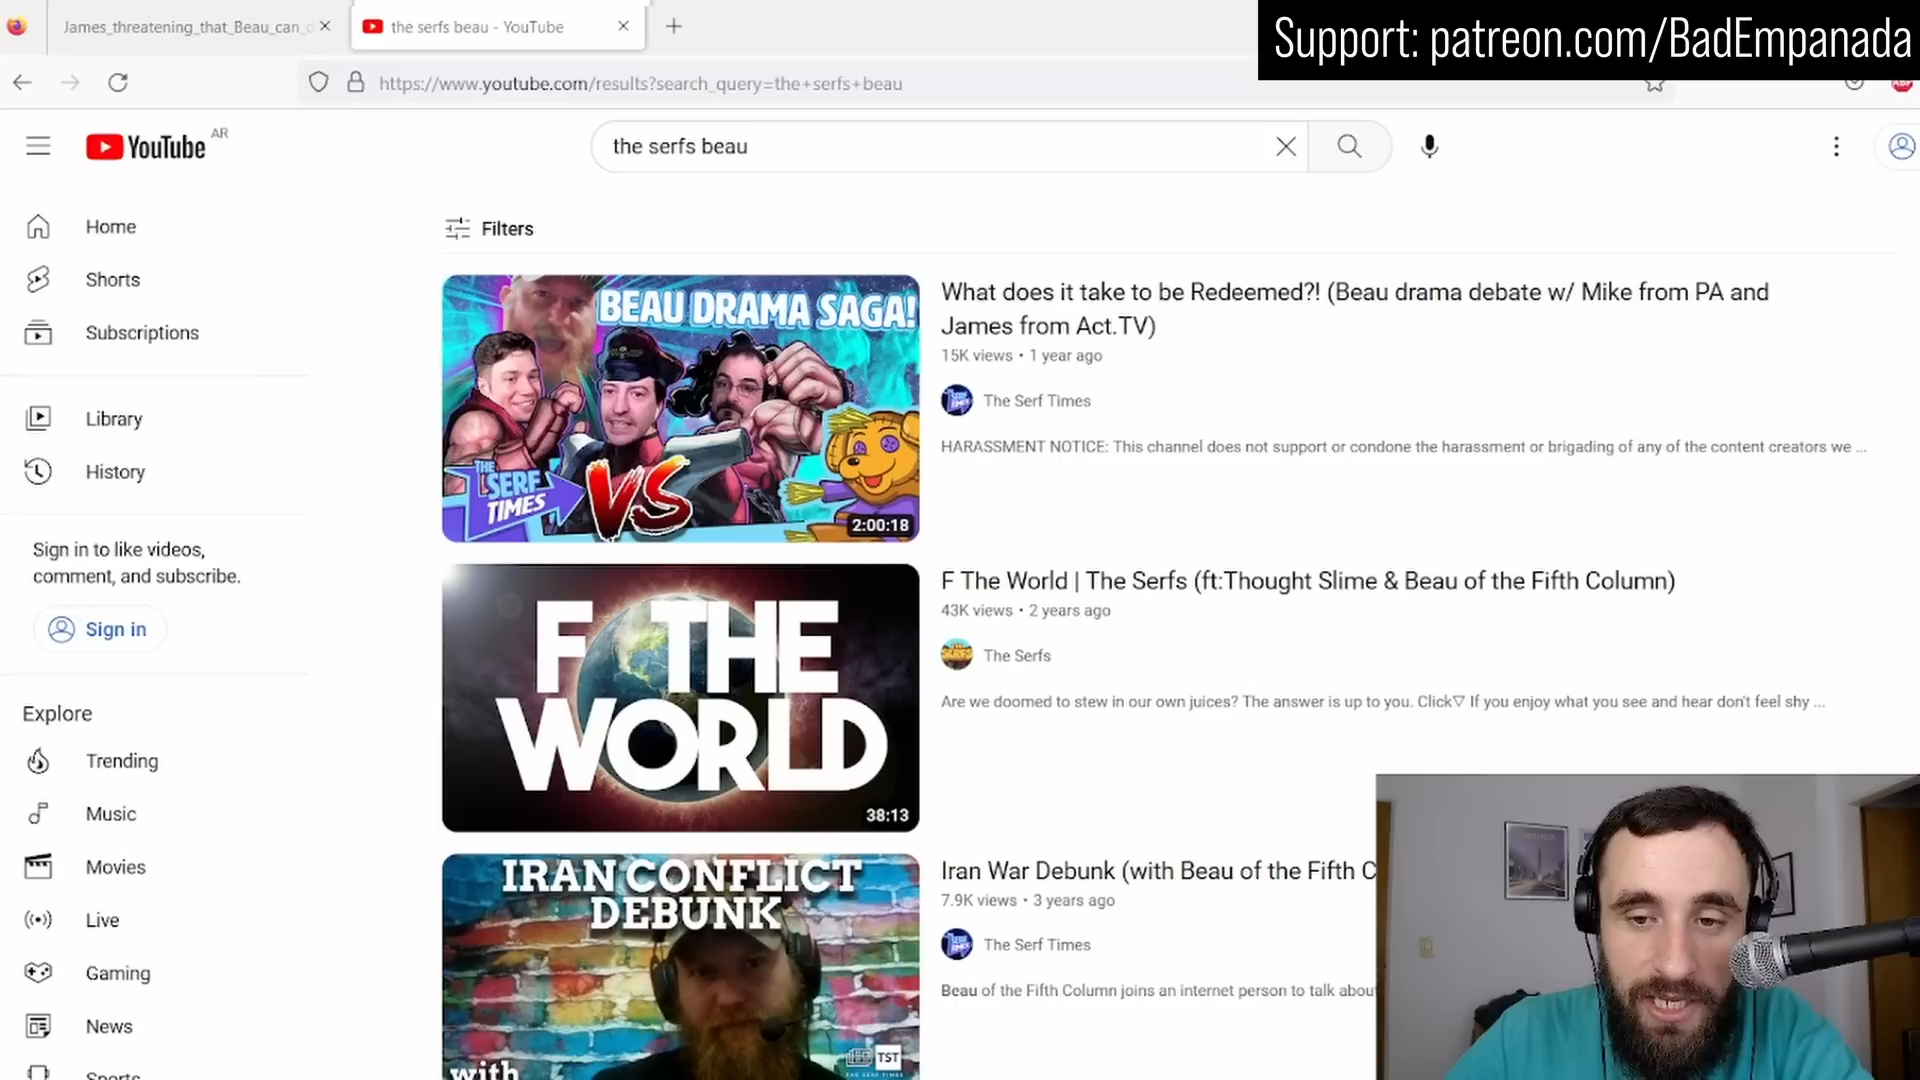 James_threatening_that_Beau_can_d
the serfs beau - YouTube
Support: patreon.com/BadEmpanada
https://www.youtube.com/results?search_query=the+serfs+beau
YouTube AR
the serfs beau
Home
Shorts
Subscriptions
Library
History
Sign in to like videos,
comment, and subscribe.
Sign in
Explore
Trending
Music
Movies
Live
Gaming
News
Sports
Filters
BEAU DRAMA SAGA!
THE
SERF
TIMES
VS
2:00:18
What does it take to be Redeemed?! (Beau drama debate w/ Mike from PA and
James from Act.TV)
15K views • 1 year ago
The Serf Times
HARASSMENT NOTICE: This channel does not support or condone the harassment or brigading of any of the content creators we ...
F THE
WORLD
38:13
F The World | The Serfs (ft:Thought Slime & Beau of the Fifth Column)
43K views • 2 years ago
The Serfs
Are we doomed to stew in our own juices? The answer is up to you. Click▽ If you enjoy what you see and hear don't feel shy ...
IRAN CONFLICT
DEBUNK
with
TST
Iran War Debunk (with Beau of the Fifth C
7.9K views • 3 years ago
The Serf Times
Beau of the Fifth Column joins an internet person to talk about